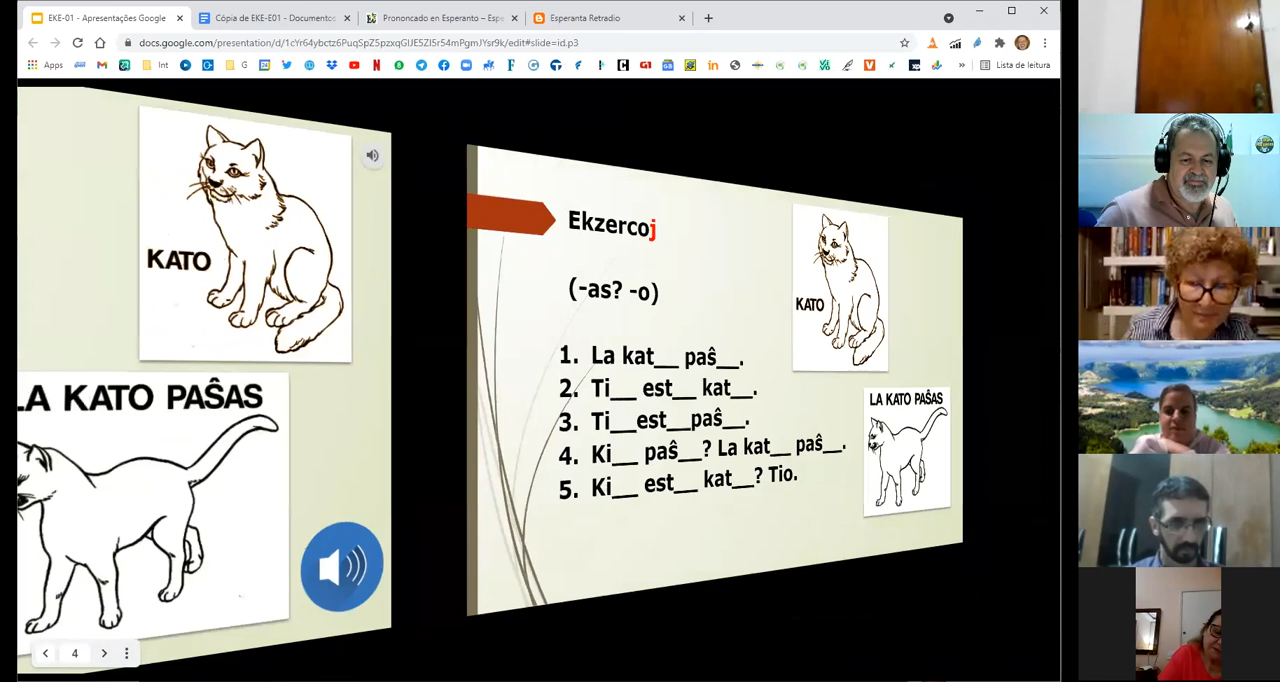 EKE-01 - Apresentações Google
Cópia de EKE-E01 - Documento
Prononcado en Esperanto – Esp
Esperanta Retradio
docs.google.com/presentation/d/1cYr64ybctz6PuqSpZ5pzxqGlJE5Zl5r54mPgmJYsr9k/edit#slide=id.p3
Apps
Int
G
Lista de leitura
KATO
LA KATO PAŜAS
4
Ekzercoj
(-as? -o)
1. La kat__ paŝ__.
2. Ti__ est__ kat__.
3. Ti__est__paŝ__.
4. Ki__ paŝ__? La kat__ paŝ__.
5. Ki__ est__ kat__? Tio.
KATO
LA KATO PAŜAS